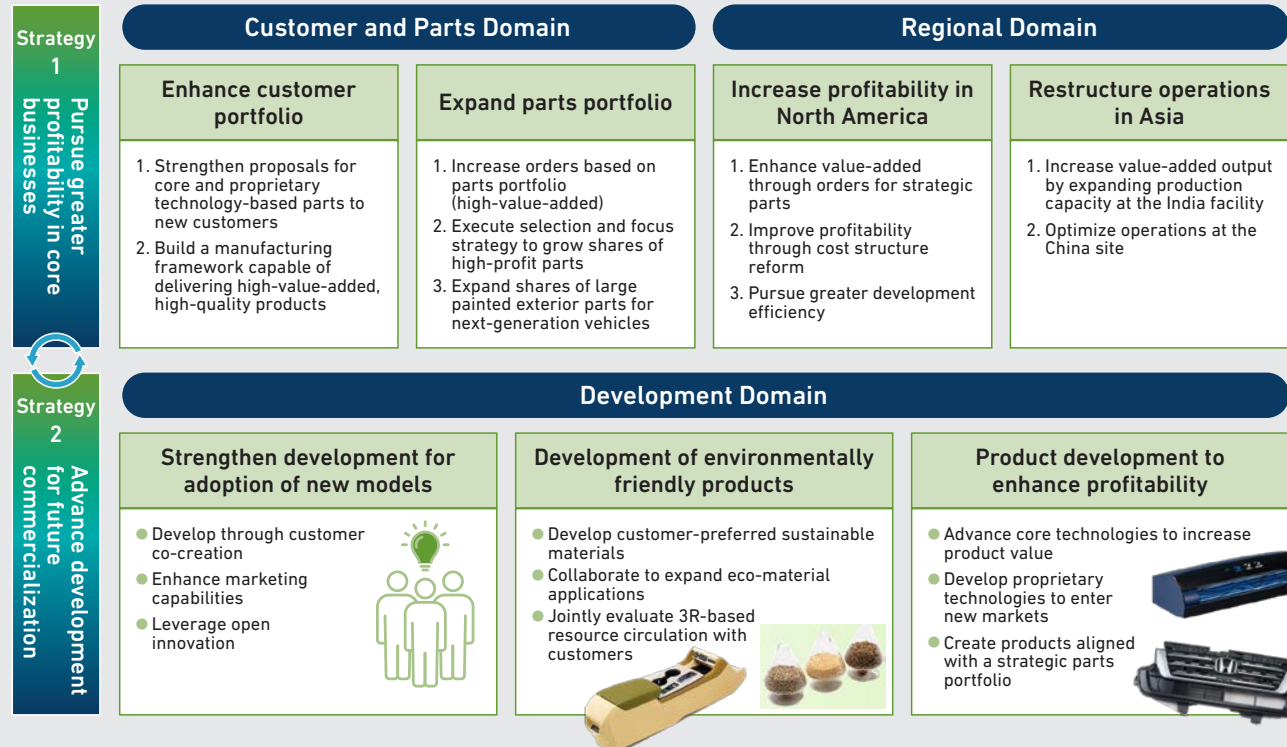 Strategy
1
Pursue greater
profitability in core
businesses
Customer and Parts Domain
Enhance customer
portfolio
1. Strengthen proposals for
core and proprietary
technology-based parts to
new customers
2. Build a manufacturing
framework capable of
delivering high-value-added,
high-quality products
Expand parts portfolio
1. Increase orders based on
parts portfolio
(high-value-added)
2. Execute selection and focus
strategy to grow shares of
high-profit parts
3. Expand shares of large
painted exterior parts for
next-generation vehicles
Regional Domain
Increase profitability in
North America
1. Enhance value-added
through orders for strategic
parts
2. Improve profitability
through cost structure
reform
3. Pursue greater development
efficiency
Restructure operations
in Asia
1. Increase value-added output
by expanding production
capacity at the India facility
2. Optimize operations at the
China site
Strategy
2
Advance development
for future
commercialization
Development Domain
Strengthen development for
adoption of new models
● Develop through customer
co-creation
● Enhance marketing
capabilities
● Leverage open
innovation
Development of environmentally
friendly products
● Develop customer-preferred sustainable
materials
● Collaborate to expand eco-material
applications
● Jointly evaluate 3R-based
resource circulation with
customers
Product development to
enhance profitability
● Advance core technologies to increase
product value
● Develop proprietary
technologies to enter
new markets
● Create products aligned
with a strategic parts
portfolio